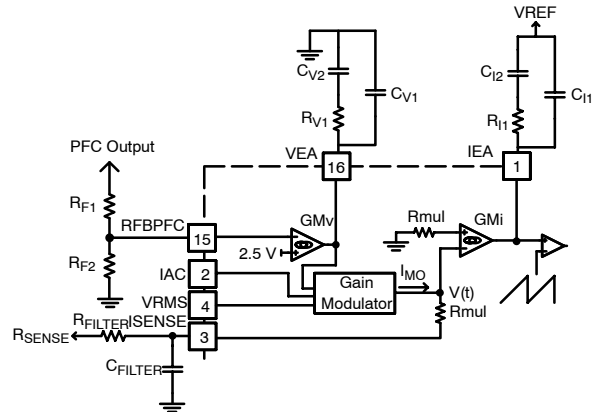 VREF
CV2
CV1
RV1
CI2
CI1
RI1
PFC Output
VEA
16
IEA
1
RF1
RFBPFC
15
GMv
2.5 V
Rmul
GMi
RF2
IAC
2
VRMS
4
Gain
Modulator
IMO
V(t)
Rmul
RSENSE
RFILTER
ISENSE
3
CFILTER